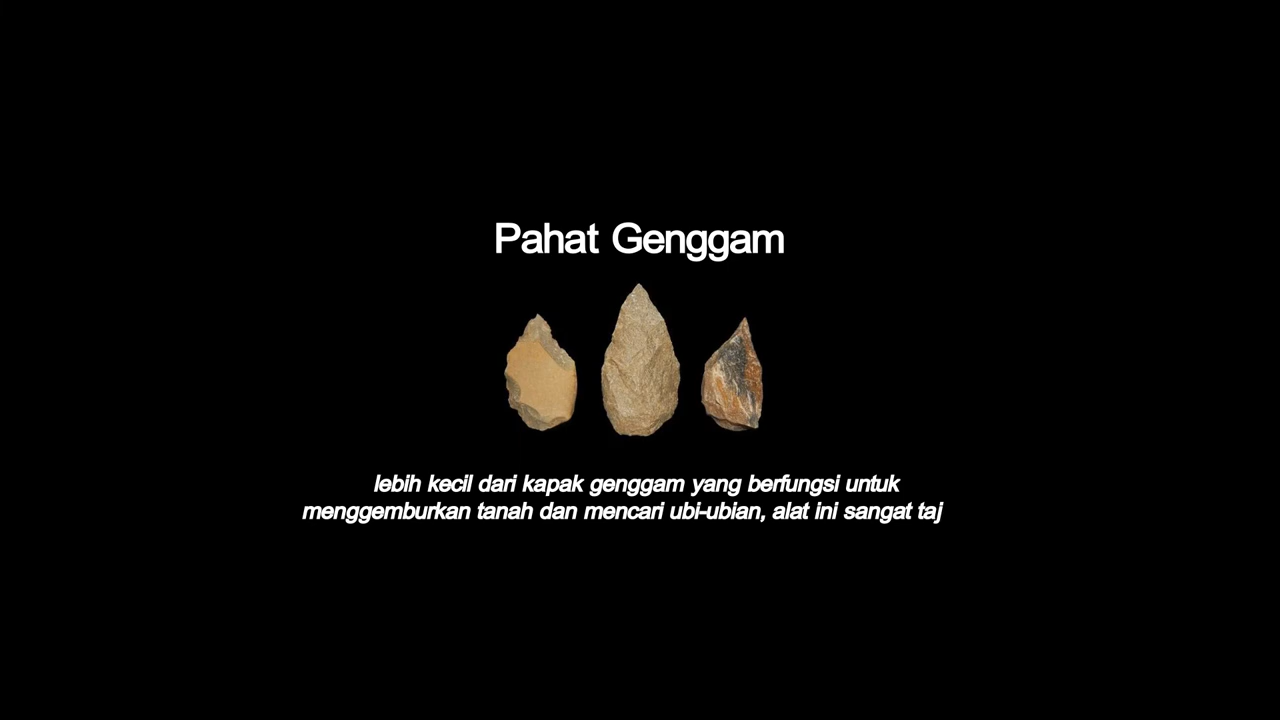 Pahat Genggam
lebih kecil dari kapak genggam yang berfungsi untuk
menggemburkan tanah dan mencari ubi-ubian, alat ini sangat taj